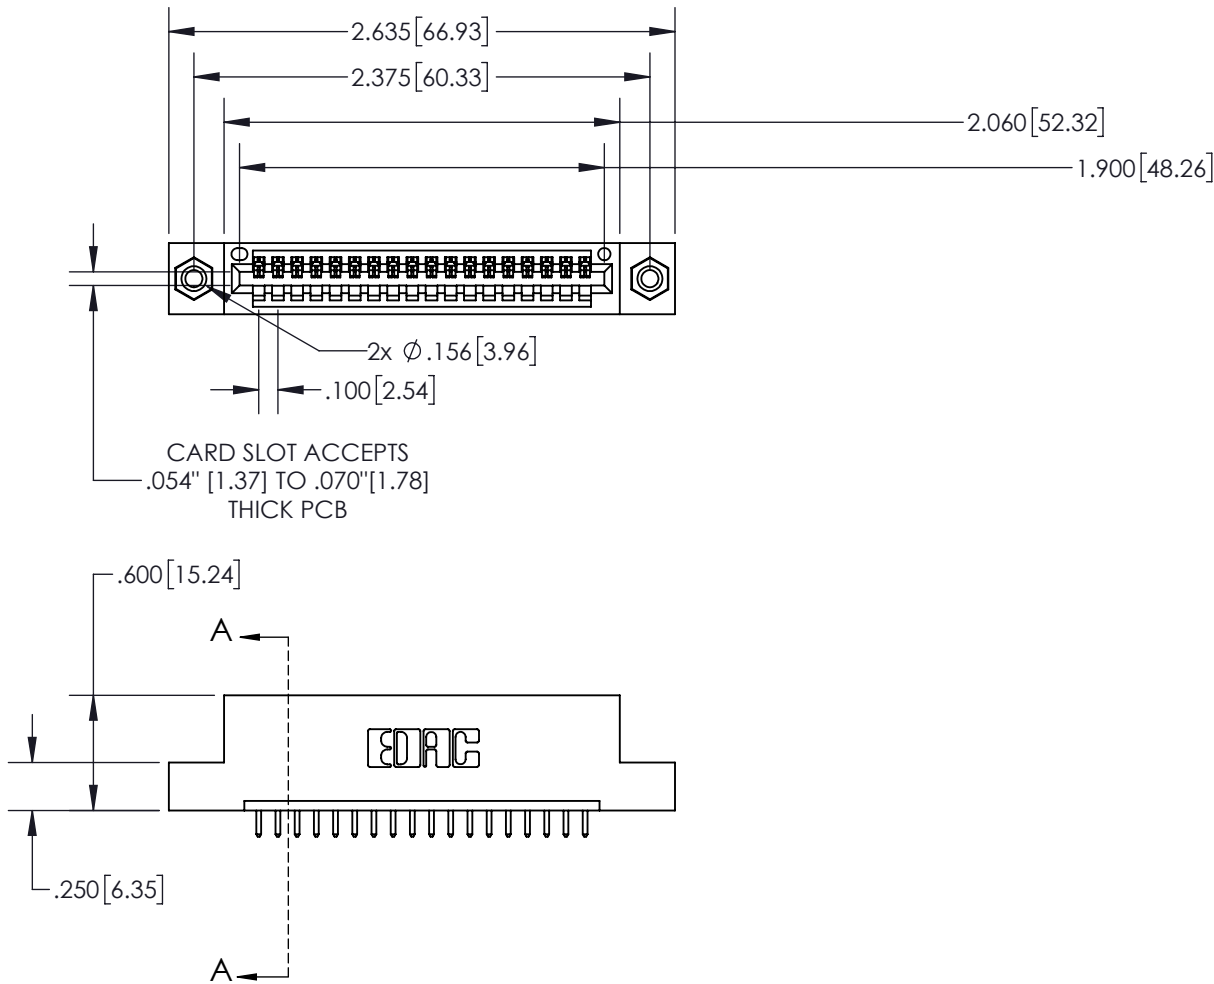 2.635[66.93]
2.375[60.33]
2.060[52.32]
1.900[48.26]
2x Ø.156[3.96]
.100[2.54]
CARD SLOT ACCEPTS
.054" [1.37] TO .070"[1.78]
THICK PCB
.600[15.24]
A
EDAC
.250[6.35]
A